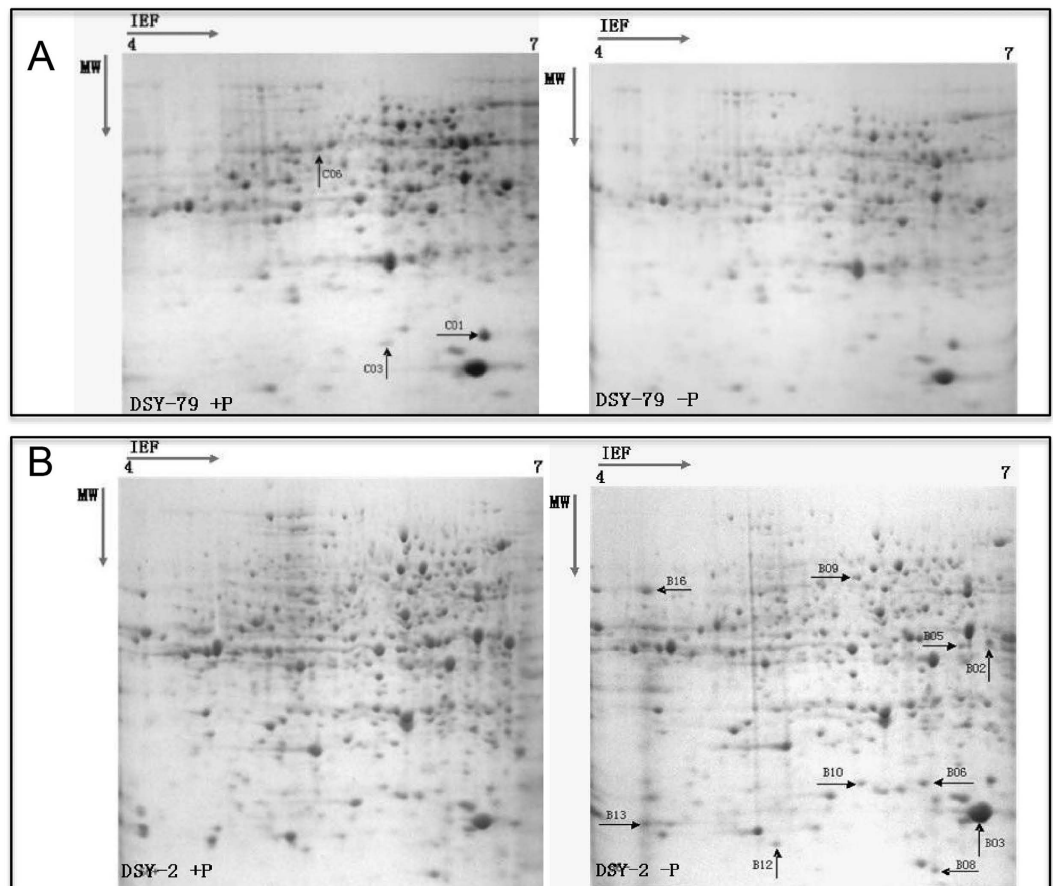 A
IEF
4 7
MW
C06
C01
C03
DSY-79 +P
IEF
4 7
MW
DSY-79 -P
B
IEF
4 7
MW
DSY-2 +P
IEF
4 7
MW
B09
B16
B05
B02
B10
B06
B13
B03
B12
B08
DSY-2 -P